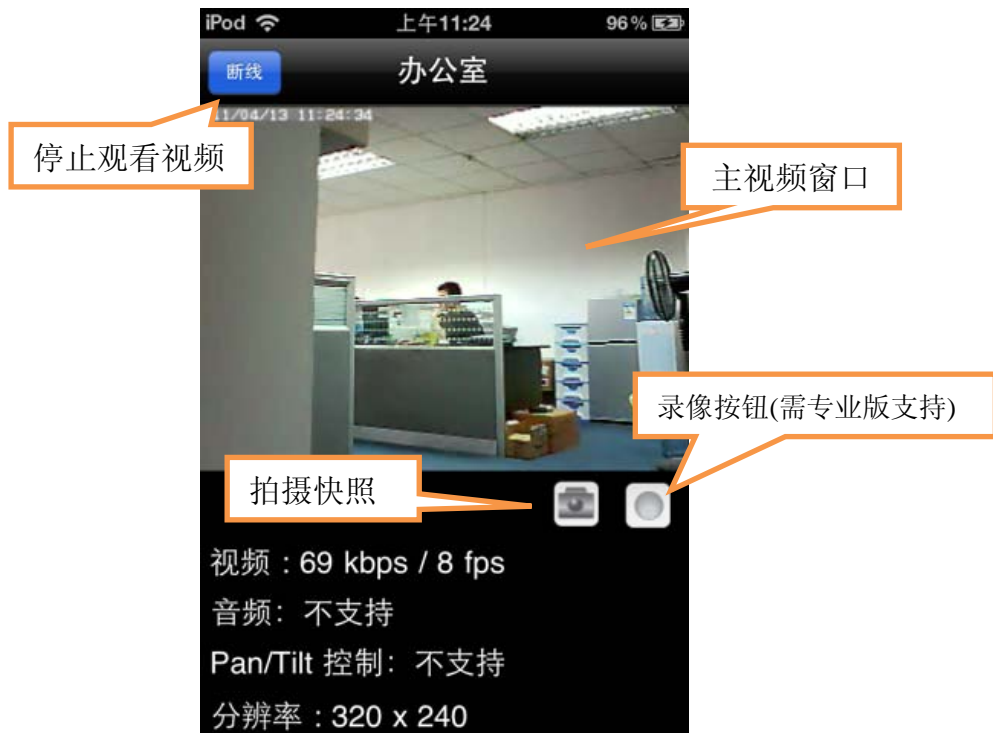 iPod 上午11:24 96%
断线 办公室
11/04/13 11:24:34
停止观看视频
主视频窗口
录像按钮(需专业版支持)
拍摄快照
视频 : 69 kbps / 8 fps
音频: 不支持
Pan/Tilt 控制: 不支持
分辨率 : 320 x 240